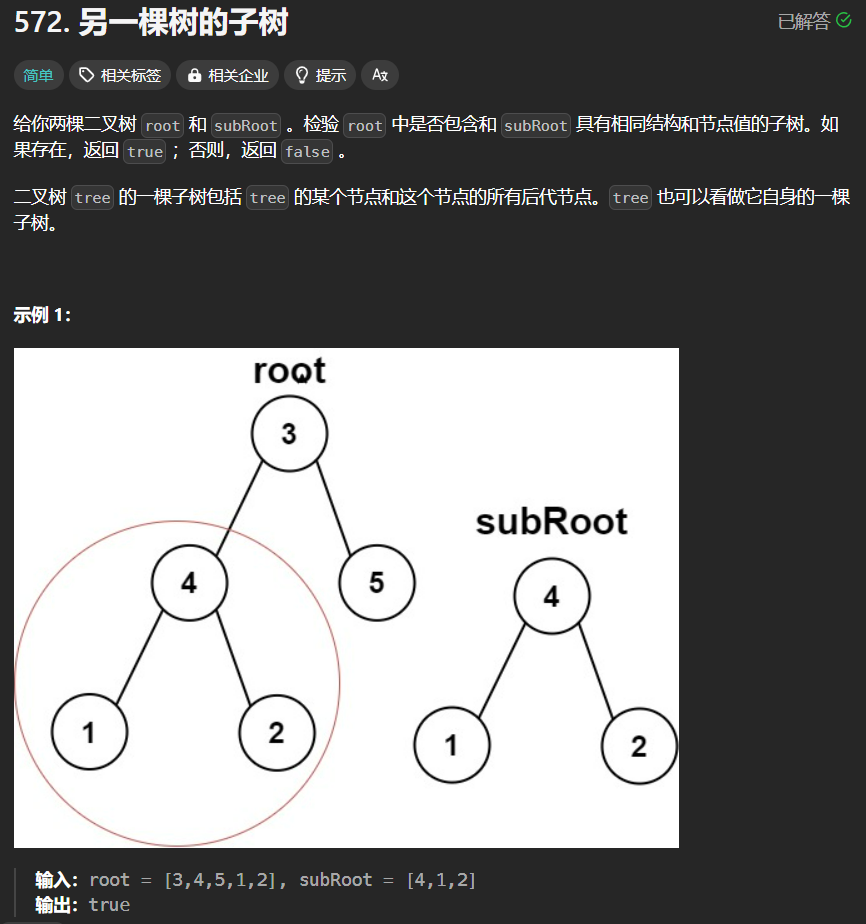 572. 另一棵树的子树
已解答
简单 相关标签 相关企业 提示 Ax
给你两棵二叉树 root 和 subRoot 。检验 root 中是否包含和 subRoot 具有相同结构和节点值的子树。如
果存在，返回 true ；否则，返回 false 。
二叉树 tree 的一棵子树包括 tree 的某个节点和这个节点的所有后代节点。tree 也可以看做它自身的一棵
子树。
示例 1：
root
3
subRoot
4 5 4
1 2 1 2
输入：root = [3,4,5,1,2], subRoot = [4,1,2]
输出：true